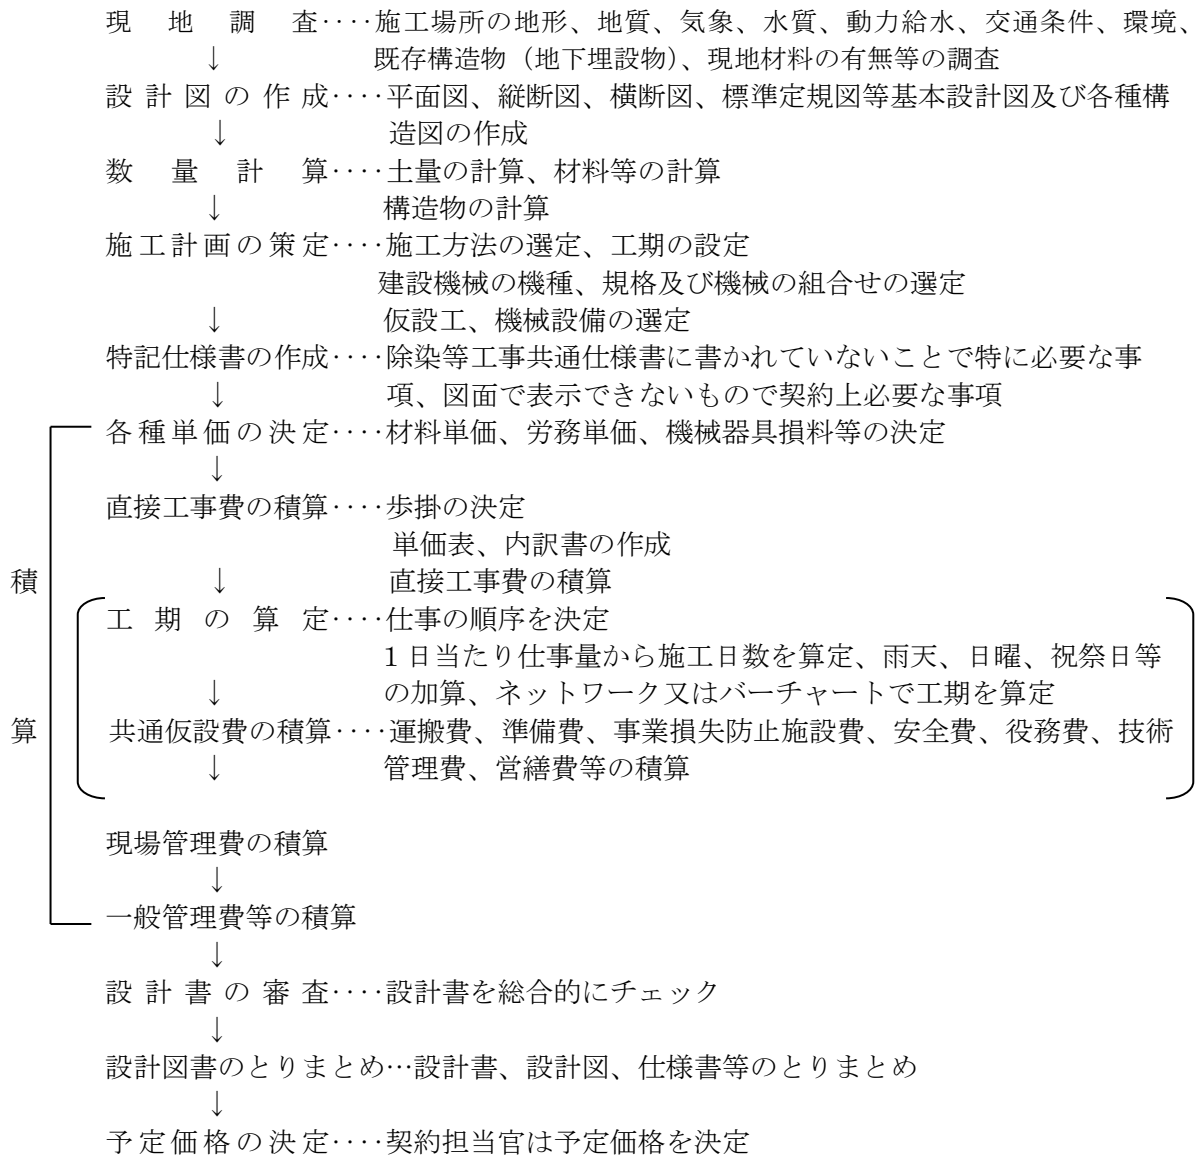 現地調査‥‥施工場所の地形、地質、気象、水質、動力給水、交通条件、環境、
↓ 既存構造物（地下埋設物）、現地材料の有無等の調査
設計図の作成‥‥平面図、縦断図、横断図、標準定規図等基本設計図及び各種構
↓ 造図の作成
数量計算‥‥土量の計算、材料等の計算
↓ 構造物の計算
施工計画の策定‥‥施工方法の選定、工期の設定
建設機械の機種、規格及び機械の組合せの選定
↓ 仮設工、機械設備の選定
特記仕様書の作成‥‥除染等工事共通仕様書に書かれていないことで特に必要な事
↓ 項、図面で表示できないもので契約上必要な事項
各種単価の決定‥‥材料単価、労務単価、機械器具損料等の決定
↓
直接工事費の積算‥‥歩掛の決定
単価表、内訳書の作成
積 ↓ 直接工事費の積算
工期の算定‥‥仕事の順序を決定
1日当たり仕事量から施工日数を算定、雨天、日曜、祝祭日等
↓ の加算、ネットワーク又はバーチャートで工期を算定
算 共通仮設費の積算‥‥運搬費、準備費、事業損失防止施設費、安全費、役務費、技術
↓ 管理費、営繕費等の積算
現場管理費の積算
↓
一般管理費等の積算
↓
設計書の審査‥‥設計書を総合的にチェック
↓
設計図書のとりまとめ…設計書、設計図、仕様書等のとりまとめ
↓
予定価格の決定‥‥契約担当官は予定価格を決定